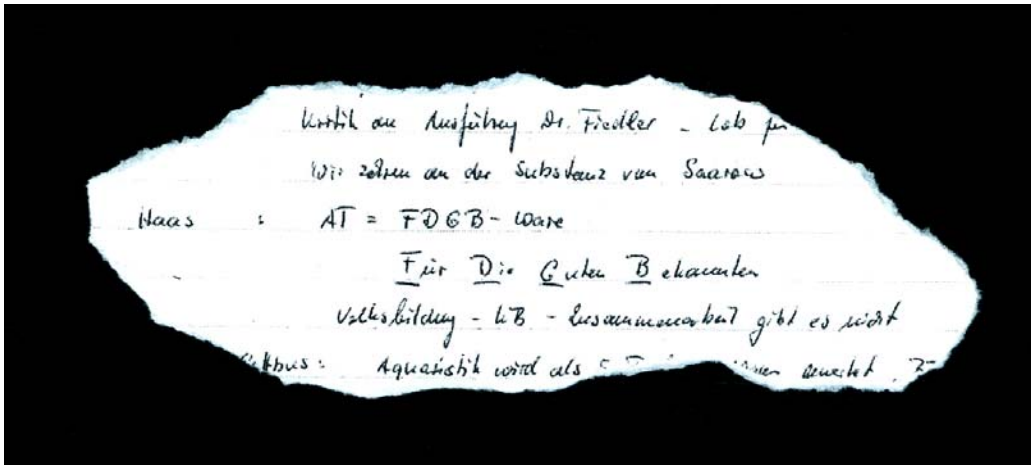 Kritik an Ausführung Dr. Fiedler - Lob
Wir zehren an der Substanz von Saarow
Haas : AT = FDGB-Ware
Für Die Guten Bekannten
Volksbildung - KB - Zusammenarbeit gibt es nicht
Aquaristik wird als